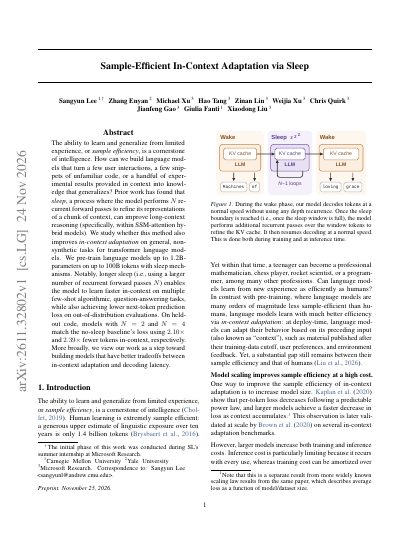 Sample-Efficient In-Context Adaptation via Sleep
Sangyun Lee Zhang Enyan Michael Xu Hao Tang Zinan Lin Weijia Xu Chris Quirk
Jianfeng Gao Giulia Fanti Xiaodong Liu
arXiv:2611.32802v1 [cs.LG] 24 Nov 2026
Abstract
The ability to learn and generalize from limited
experience, or sample efficiency, is a cornerstone
of intelligence. How can we build language mod-
els that turn a few user interactions, a few snip-
pets of unfamiliar code, or a handful of experi-
mental results provided in context into knowl-
edge that generalizes? Prior work has found
sleep, a process where the model performs N re-
current forward passes to refine its representations
of a chunk of context, can improve long-context
reasoning (specifically, within SSM-attention hy-
brid models). We study whether this method also
improves in-context adaptation on general, non-
synthetic tasks for transformer language models.
We pre-train language models up to 1.2B-
parameters on up to 100B tokens with sleep mech-
anisms. Notably, longer sleep (i.e., using a larger
number of recurrent forward passes N) enables
the model to learn faster in-context on multiple
few-shot algorithmic, question-answering tasks,
while also achieving lower next-token prediction
loss on out-of-distribution evaluations. On held-
out code, models with N = 2 and N = 4
match the no-sleep baseline's loss using 2.10×
and 2.39× fewer tokens in-context, respectively.
More broadly, we view our work as a step toward
building models that have better tradeoffs between
in-context adaptation and decoding latency.
1. Introduction
The ability to learn and generalize from limited experience,
or sample efficiency, is a cornerstone of intelligence (Chol-
let, 2019). Human learning is extremely sample efficient:
a generous upper estimate of linguistic exposure over ten
years is only 1.4 billion tokens (Brysbaert et al., 2016).
The initial phase of this work was conducted during SL's
summer internship at Microsoft Research.
Carnegie Mellon University Yale University
Microsoft Research. Correspondence to: Sangyun Lee
<sangyunl@andrew.cmu.edu>.
Preprint. November 25, 2026.
Wake
Sleep z z z
Wake
KV cache
KV cache
KV cache
LLM
LLM
LLM
N−1 loops
Machines
of
loving
grace
Figure 1. During the wake phase, our model decodes tokens at a
normal speed without using any depth recurrence. Once the sleep
boundary is reached (i.e., once the sleep window is full), the model
performs additional recurrent passes over the window tokens to
refine the KV cache. It then resumes decoding at a normal speed.
This is done both during training and at inference time.
Yet within that time, a teenager can become a professional
mathematician, chess player, rocket scientist, or a program-
mer, among many other professions. Can language mod-
els learn from new experience as efficiently as humans?
In contrast with pre-training, where language models are
many orders of magnitude less sample-efficient than hu-
mans, language models learn with much better efficiency
via in-context adaptation: at deploy-time, language mod-
els can adapt their behavior based on its preceding input
(also known as "context"), such as material published after
their training-data cutoff, user preferences, and environment
feedback. Yet, a substantial gap still remains between their
sample efficiency and that of humans (Liu et al., 2026).
Model scaling improves sample efficiency at a high cost.
One way to improve the sample efficiency of in-context
adaptation is to increase model size. Kaplan et al. (2020)
show that per-token loss decreases following a predictable
power law, and larger models achieve a faster decrease in
loss as context accumulates. This observation is later vali-
dated at scale by Brown et al. (2020) on several in-context
adaptation benchmarks.
However, larger models increase both training and inference
costs. Inference cost is particularly limiting because it recurs
with every use, whereas training cost can be amortized over
Note that this is a separate result from more widely known
scaling law results from the same paper, which describes average
loss as a function of model/dataset size.
1